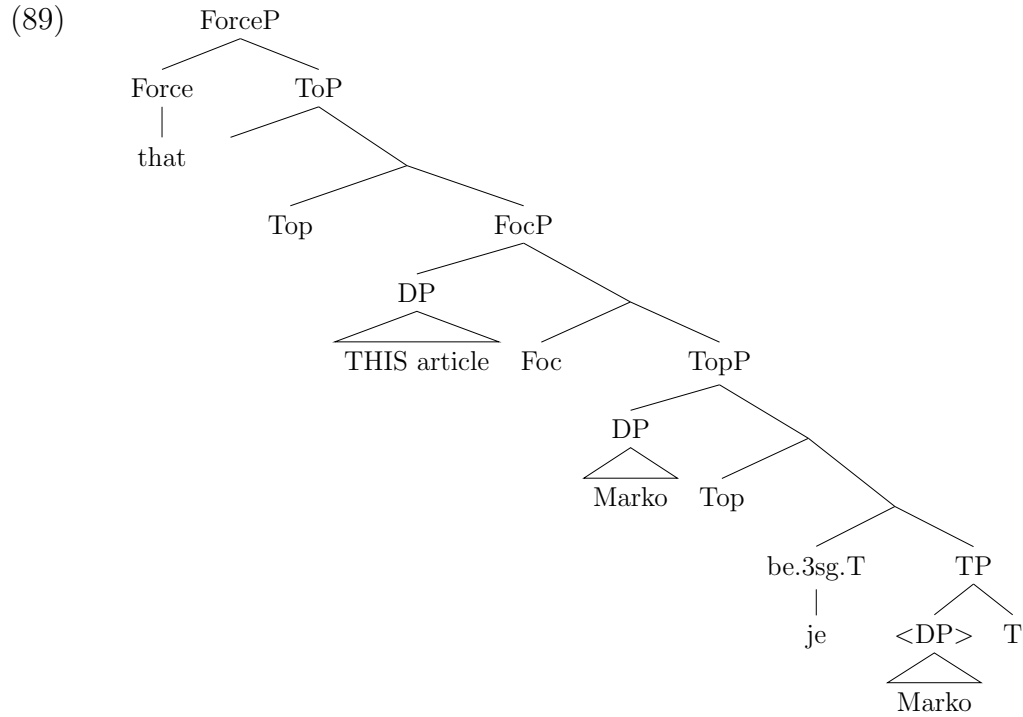 (89) ForceP
Force ToP
that
Top FocP
DP
THIS article Foc TopP
DP
Marko Top
be.3sg.T TP
je <DP> T
Marko